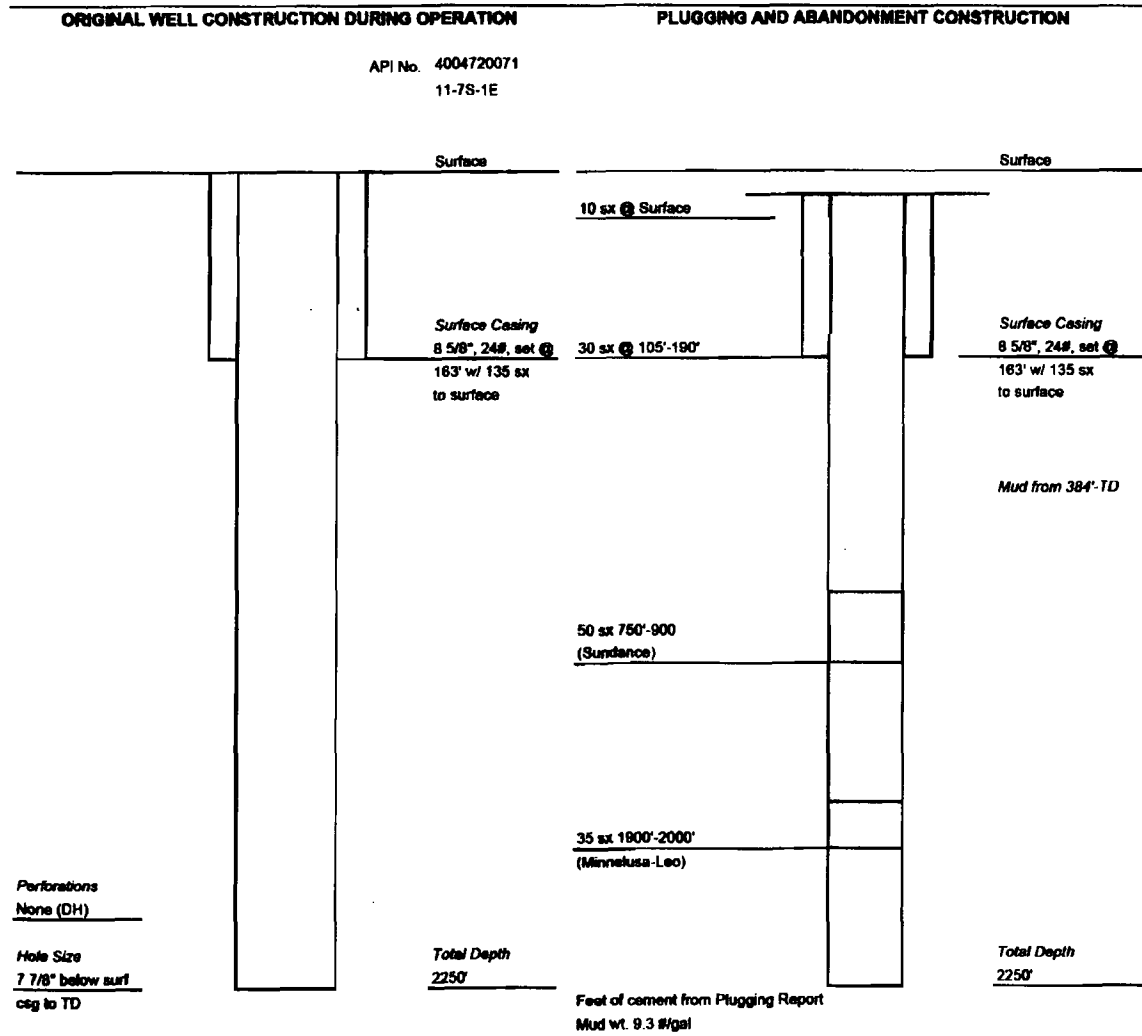 ORIGINAL WELL CONSTRUCTION DURING OPERATION
API No. 4004720071
11-7S-1E
Surface
Surface Casing
8 5/8", 24#, set @
163' w/ 135 sx
to surface
Perforations
None (DH)
Hole Size
7 7/8" below surf
csg to TD
Total Depth
2250'
PLUGGING AND ABANDONMENT CONSTRUCTION
Surface
10 sx @ Surface
30 sx @ 105'-190'
Surface Casing
8 5/8", 24#, set @
163' w/ 135 sx
to surface
Mud from 384'-TD
50 sx 750'-900
(Sundance)
35 sx 1900'-2000'
(Minnelusa-Leo)
Total Depth
2250'
Feet of cement from Plugging Report
Mud wt. 9.3 #/gal